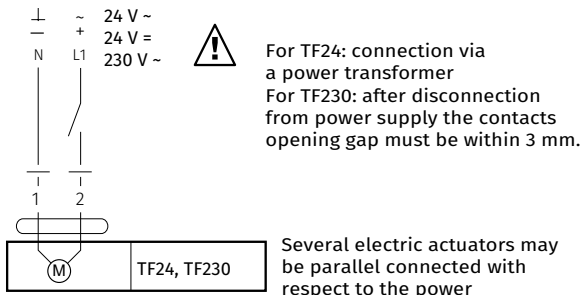 ⊥ ~ 24 V ~
− + 24 V =
N L1 230 V ~
For TF24: connection via
a power transformer
For TF230: after disconnection
from power supply the contacts
opening gap must be within 3 mm.
1 2
M
TF24, TF230
Several electric actuators may
be parallel connected with
respect to the power